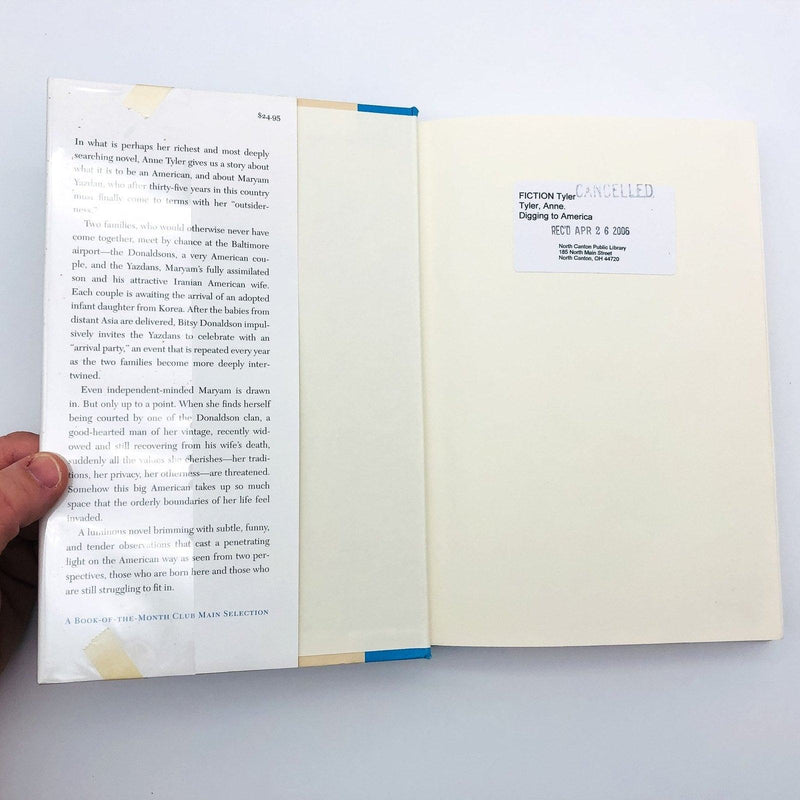 $24.95
In what is perhaps her richest and most deeply
searching novel, Anne Tyler gives us a story about
what it is to be an American, and about Maryam
Yazdan, who after thirty-five years in this country
must finally come to terms with her “outsider-
ness.”
Two families, who would otherwise never have
come together, meet by chance at the Baltimore
airport—the Donaldsons, a very American cou-
ple, and the Yazdans, Maryam’s fully assimilated
son and his attractive Iranian American wife.
Each couple is awaiting the arrival of an adopted
infant daughter from Korea. After the babies from
distant Asia are delivered, Bitsy Donaldson impul-
sively invites the Yazdans to celebrate with an
“arrival party,” an event that is repeated every year
as the two families become more deeply inter-
twined.
Even independent-minded Maryam is drawn
in. But only up to a point. When she finds herself
being courted by one of the Donaldson clan, a
good-hearted man of her vintage, recently wid-
owed and still recovering from his wife’s death,
suddenly all the values she cherishes—her tradi-
tions, her privacy, her otherness—are threatened.
Somehow this big American takes up so much
space that the orderly boundaries of her life feel
invaded.
A luminous novel brimming with subtle, funny,
and tender observations that cast a penetrating
light on the American way as seen from two per-
spectives, those who are born here and those who
are still struggling to fit in.
A Book-of-the-Month Club Main Selection
FICTION Tyler CANCELLED
Tyler, Anne.
Digging to America
REC'D APR 26 2006
North Canton Public Library
185 North Main Street
North Canton, OH 44720